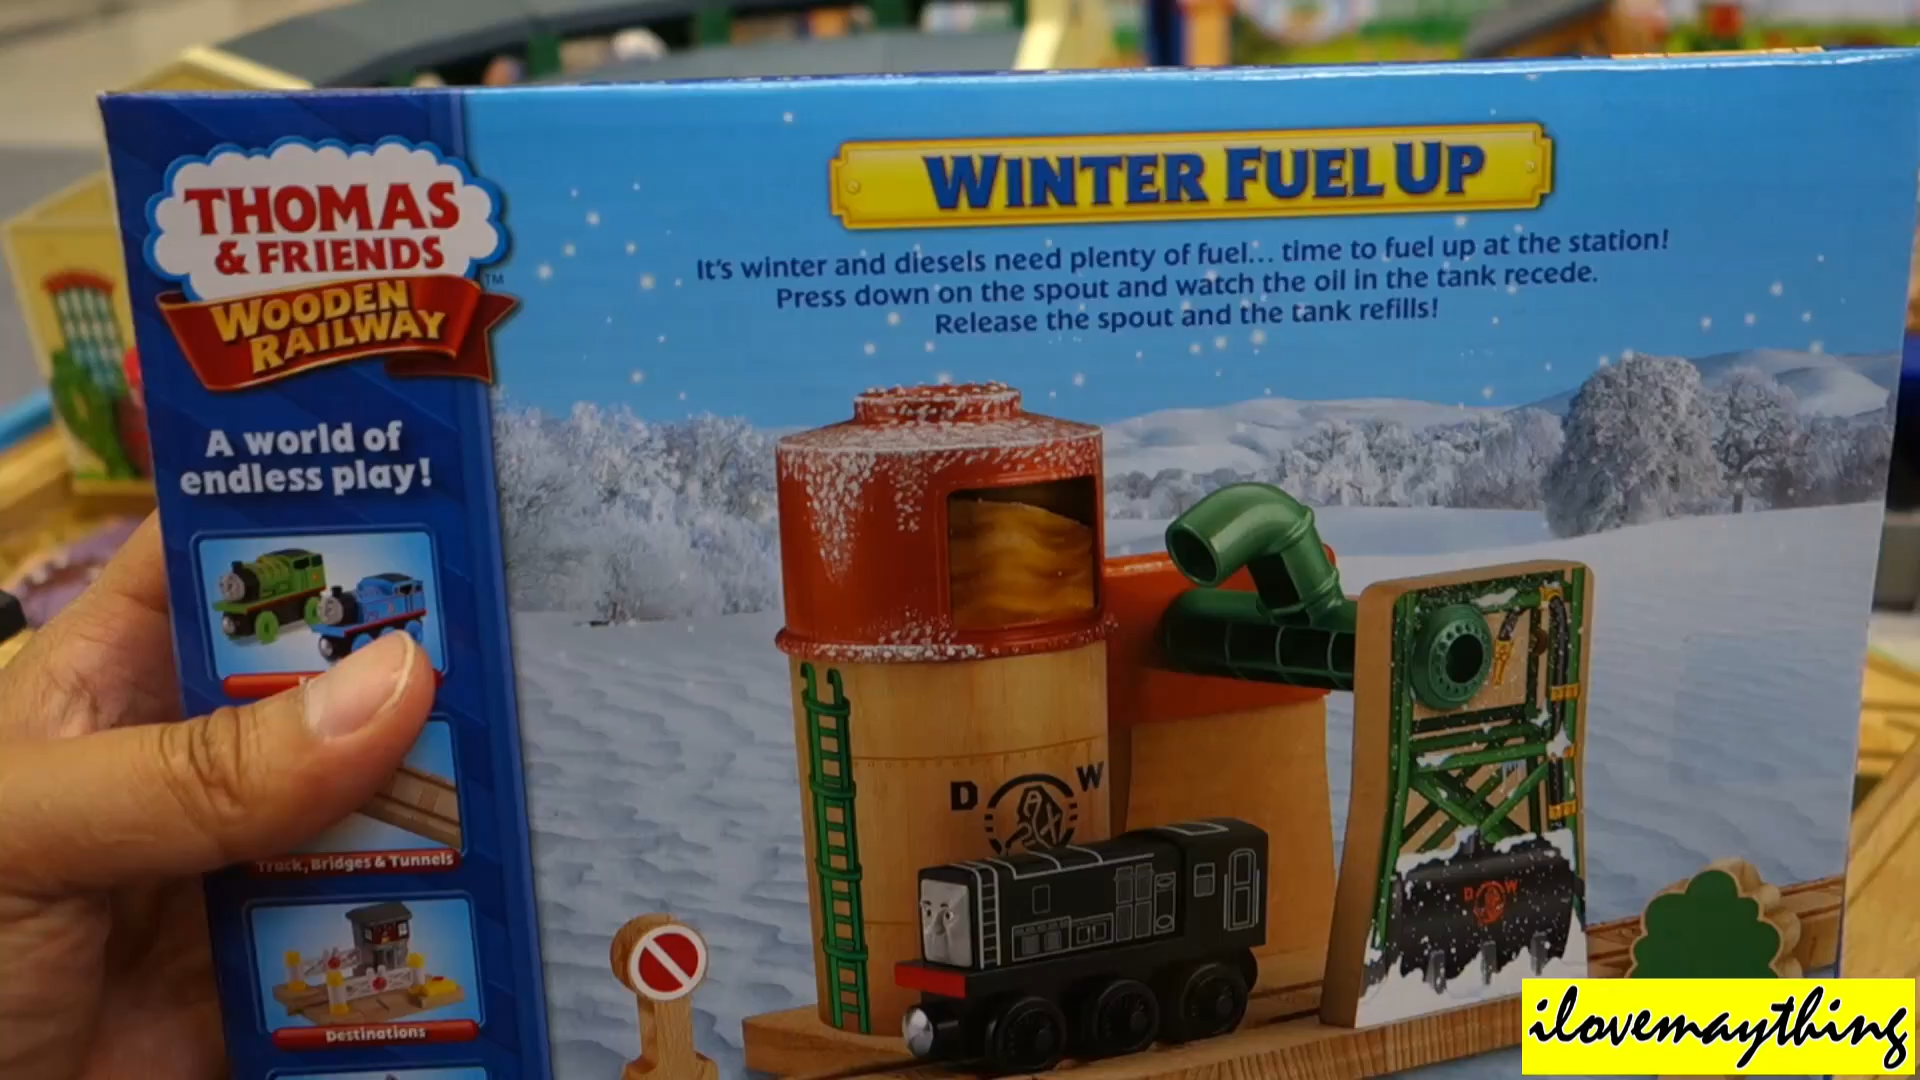 THOMAS
& FRIENDS
™
WOODEN
RAILWAY
A world of
endless play!
Track, Bridges & Tunnels
Destinations
WINTER FUEL UP
It's winter and diesels need plenty of fuel... time to fuel up at the station!
Press down on the spout and watch the oil in the tank recede.
Release the spout and the tank refills!
D W
D W
ilovemaything